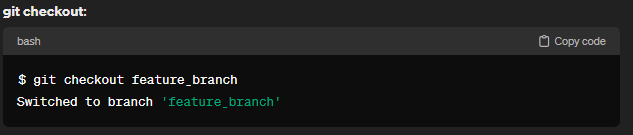 git checkout:
bash
Copy code
$ git checkout feature_branch
Switched to branch 'feature_branch'